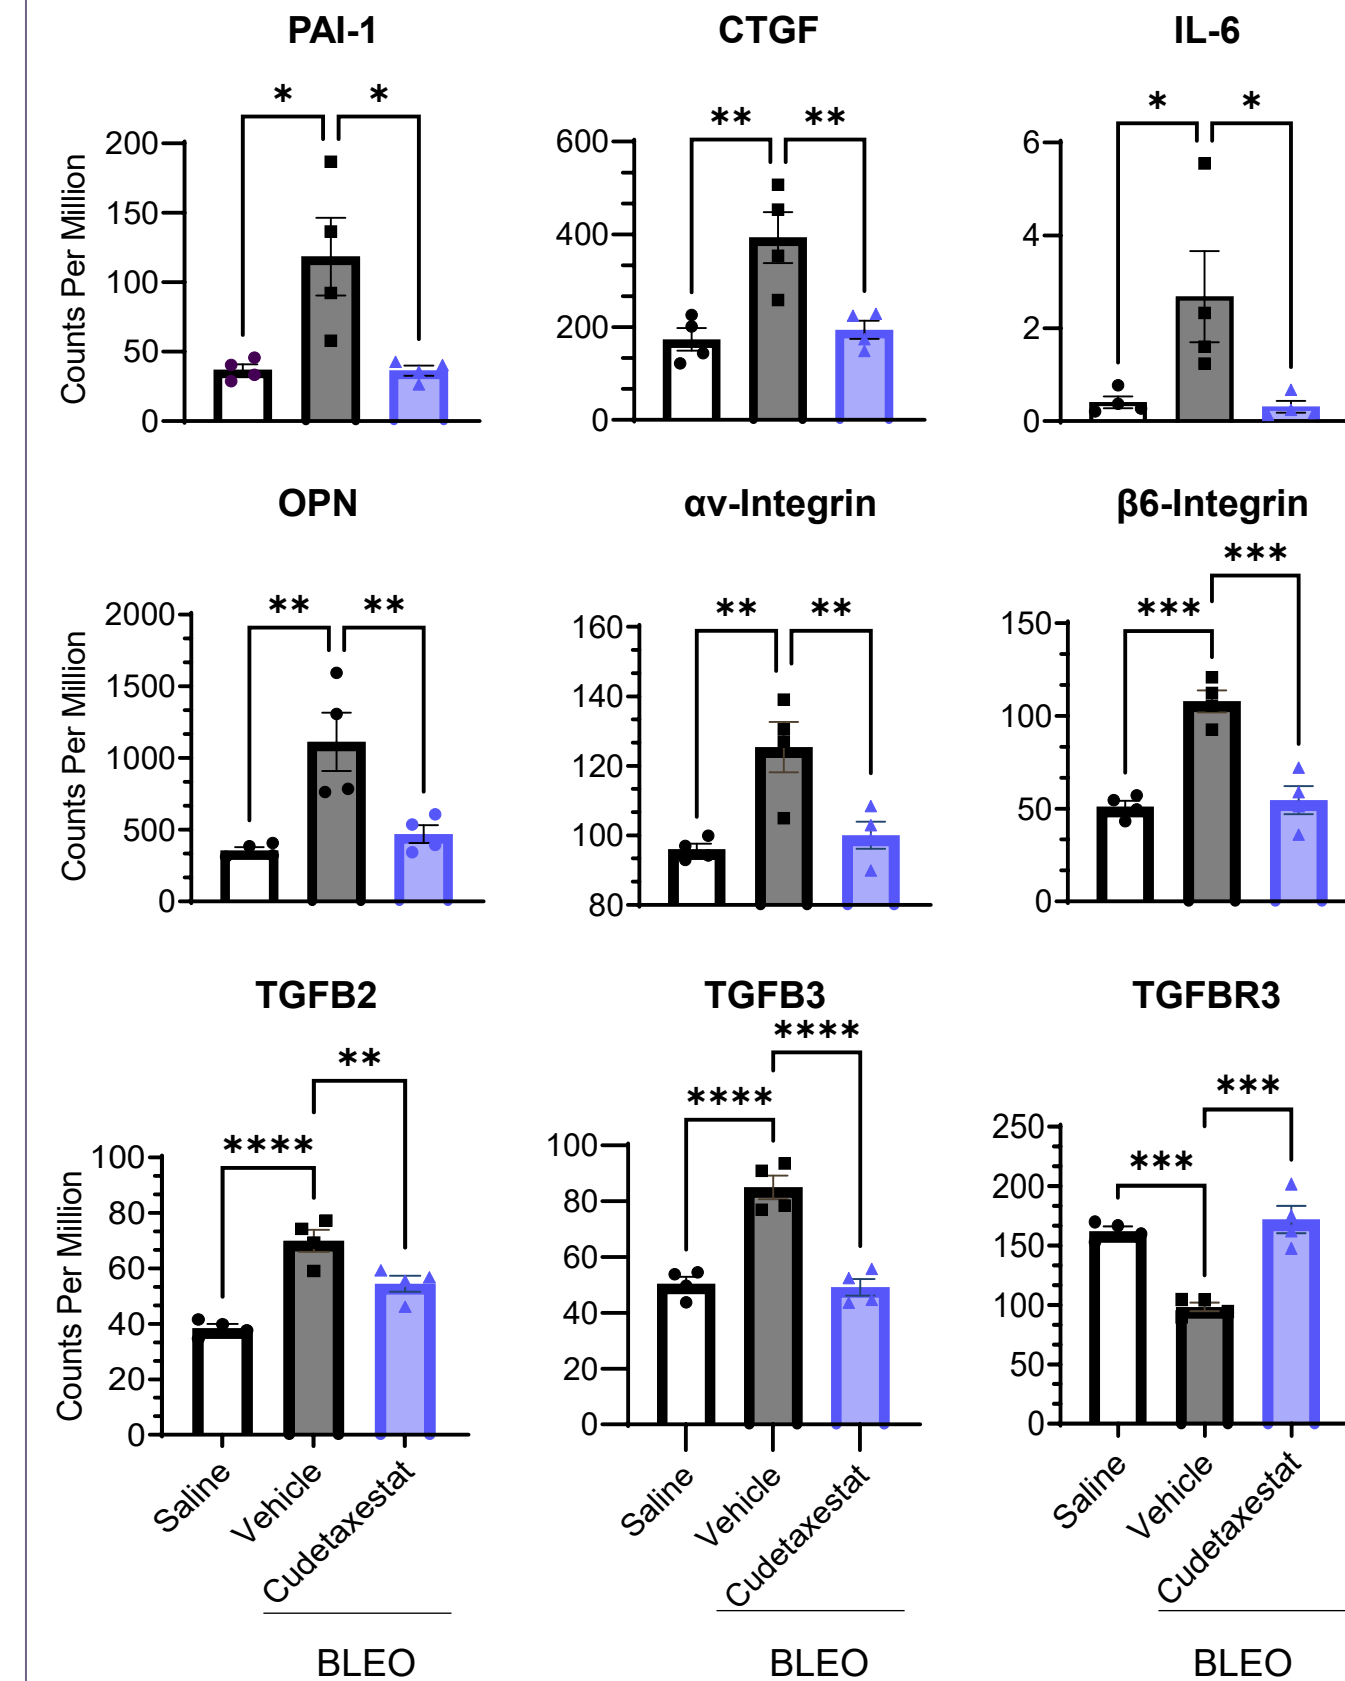 PAI-1
* *
Counts Per Million
200
150
100
50
0
CTGF
** **
600
400
200
0
IL-6
* *
6
4
2
0
OPN
** **
Counts Per Million
2000
1500
1000
500
0
αv-Integrin
** **
160
140
120
100
80
β6-Integrin
***
***
150
100
50
0
TGFB2
**
****
Counts Per Million
100
80
60
40
20
0
Saline
Vehicle
Cudetaxestat
BLEO
TGFB3
****
****
100
80
60
40
20
0
Saline
Vehicle
Cudetaxestat
BLEO
TGFBR3
***
***
250
200
150
100
50
0
Saline
Vehicle
Cudetaxestat
BLEO